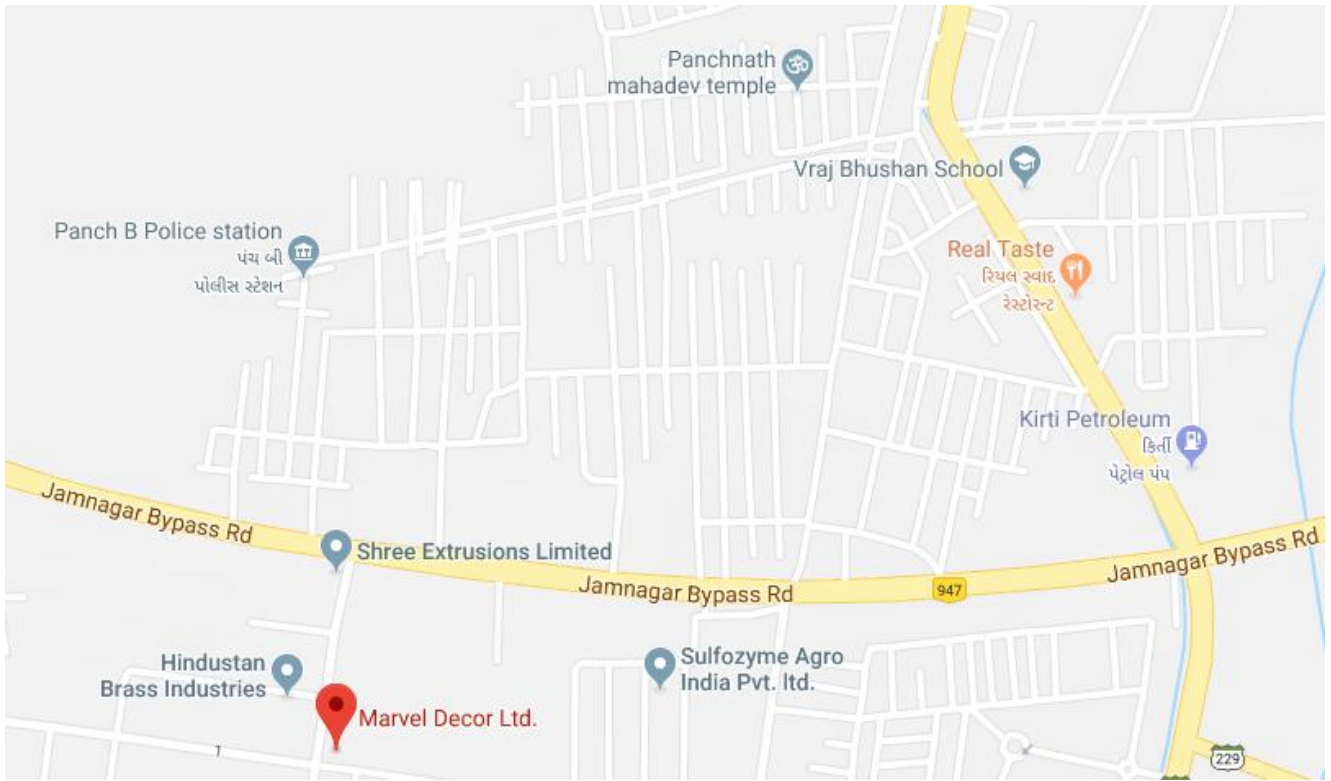 Panchnath
mahadev temple
Vraj Bhushan School
Panch B Police station
પંચ બી
પોલીસ સ્ટેશન
Real Taste
રિયલ સ્વાદ
રેસ્ટોરન્ટ
Kirti Petroleum
કિર્તી
પેટ્રોલ પંપ
Jamnagar Bypass Rd
Shree Extrusions Limited
Jamnagar Bypass Rd
947
Jamnagar Bypass Rd
Hindustan
Brass Industries
Sulfozyme Agro
India Pvt. ltd.
Marvel Decor Ltd.
1
229